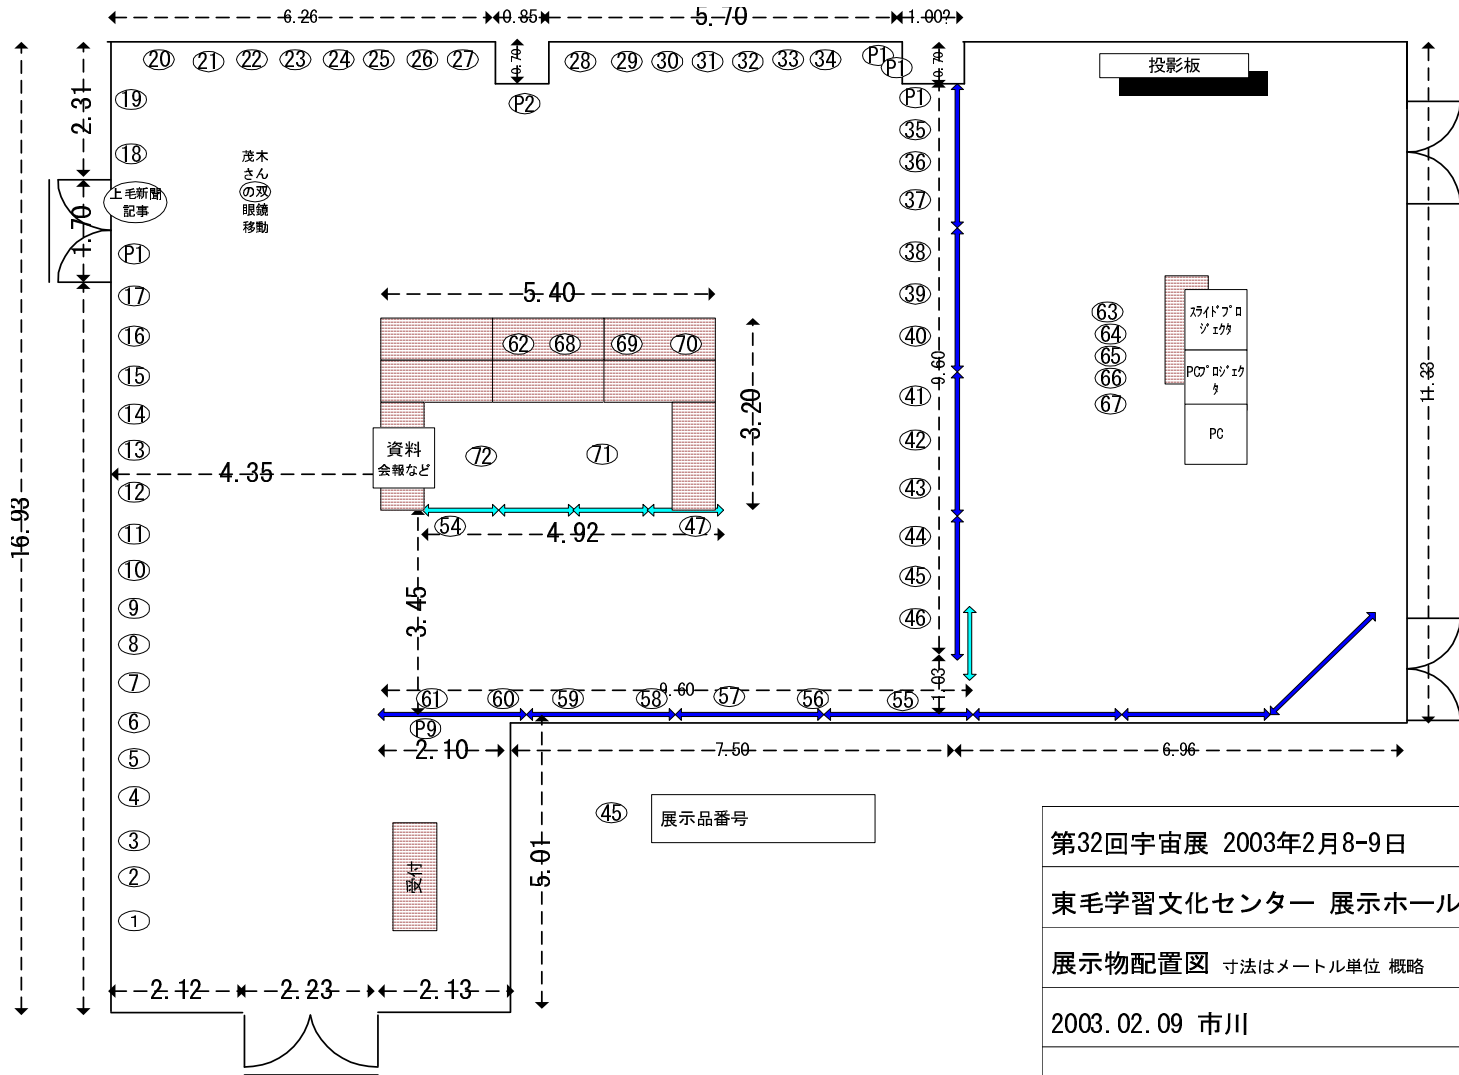 6.26
0.85
5.70
1.00?
20 21 22 23 24 25 26 27
0.70
28 29 30 31 32 33 34 P1
P1
0.70
投影板
P2
19
P1
2.31
35
18
茂木
さん
の双
眼鏡
移動
36
上毛新聞
記事
37
1.70
P1
38
17
5.40
39
63
スライドプロ
ジェクタ
16
62 68 69 70
40
64
65
9.60
15
66
PCプロジェク
タ
11.33
41
67
14
3.20
PC
13
資料
会報など
72
71
42
4.35
12
43
16.93
11
54
4.92
47
44
10
45
9
3.45
46
8
7
1.03
9.60
61 60 59 58 57 56 55
6
P9
2.10
7.50
6.96
5
4
45
展示品番号
3
受付
5.01
2
1
2.12
2.23
2.13
第32回宇宙展 2003年2月8-9日
東毛学習文化センター 展示ホール
展示物配置図 寸法はメートル単位 概略
2003.02.09 市川